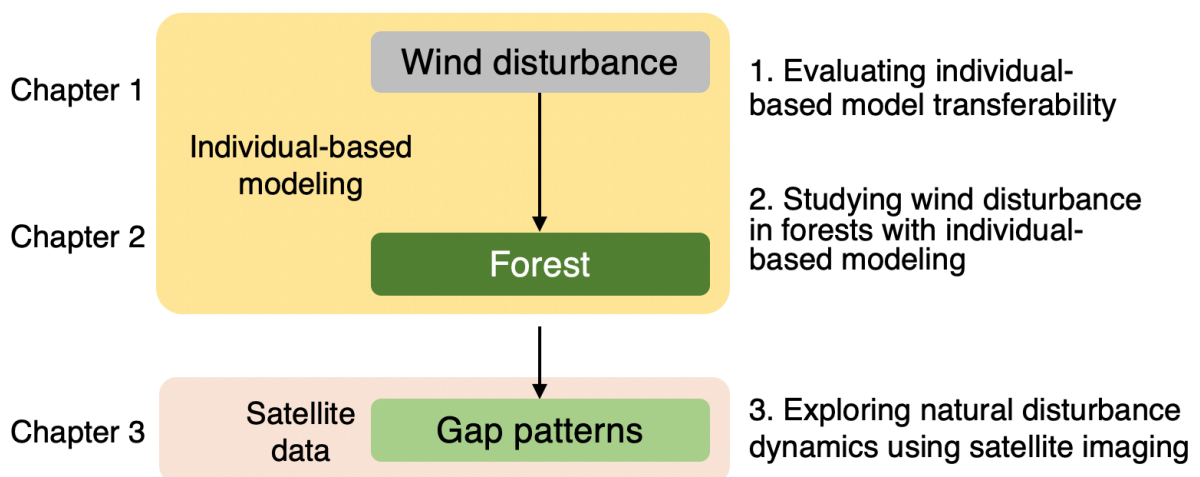 Chapter 1
Wind disturbance
1. Evaluating individual-
based model transferability
Individual-based
modeling
Chapter 2
Forest
2. Studying wind disturbance
in forests with individual-
based modeling
Chapter 3
Satellite
data
Gap patterns
3. Exploring natural disturbance
dynamics using satellite imaging